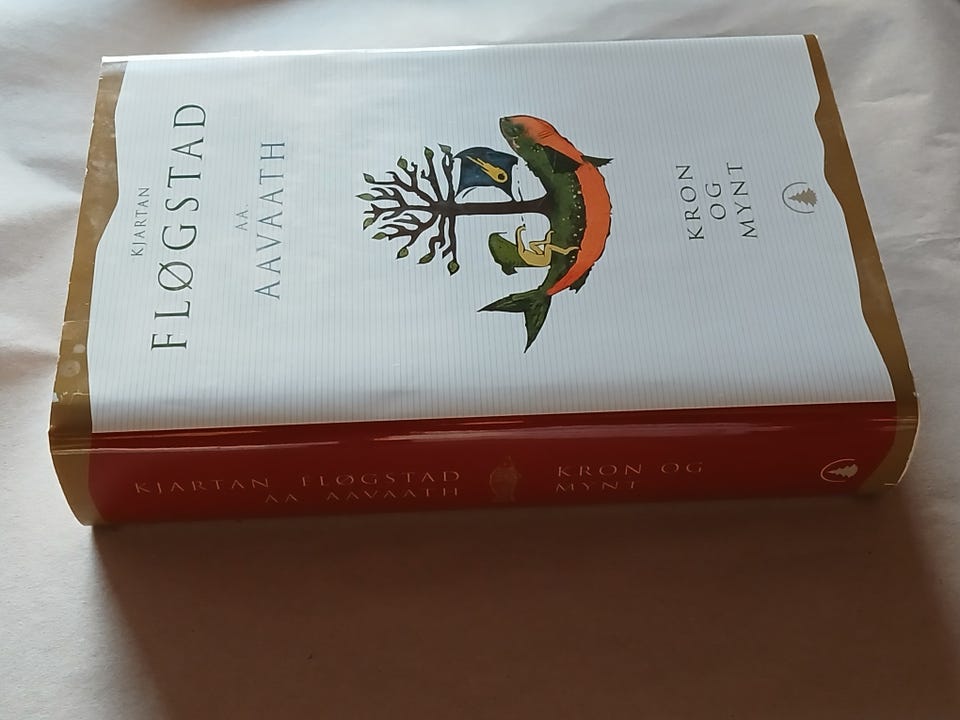 KJARTAN
FLØGSTAD
AA.
AAVAATH
KRON
OG
MYNT
KJARTAN FLØGSTAD
AA AAVAATH
KRON OG
MYNT